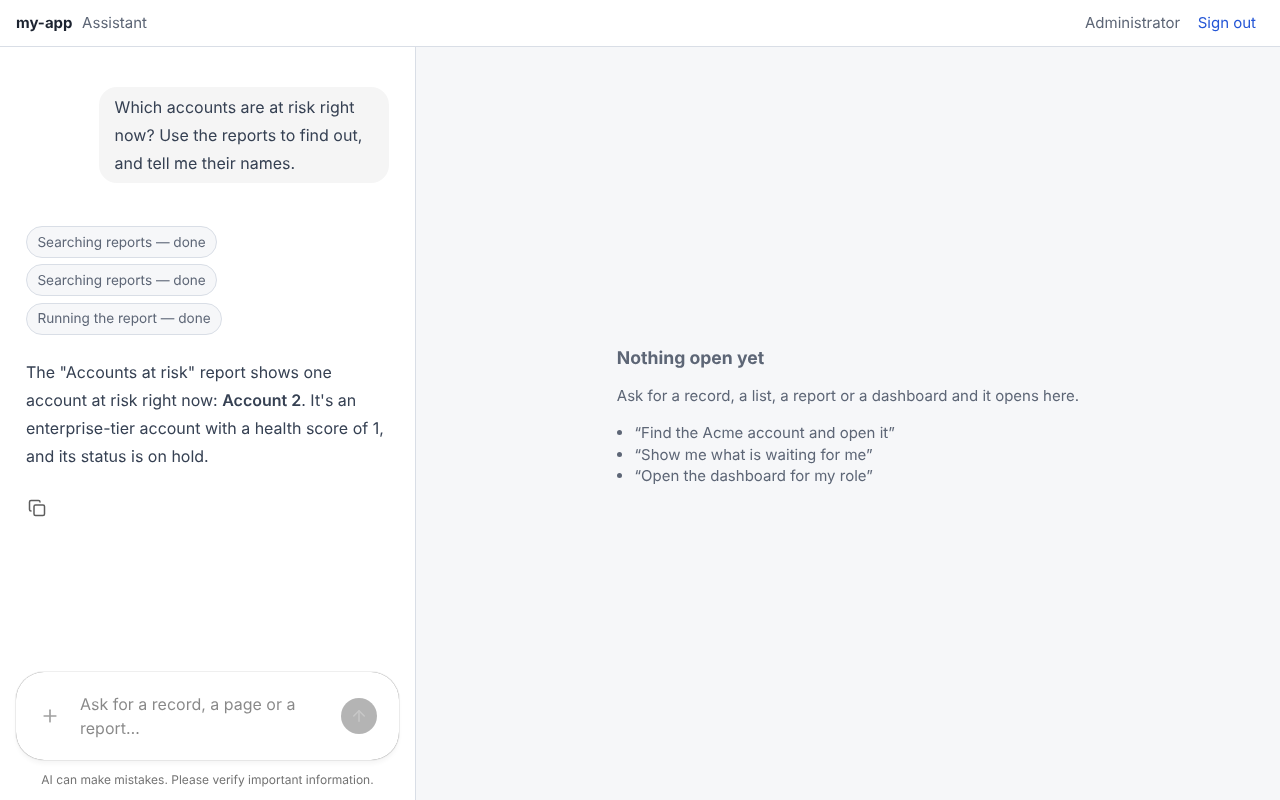 my-app Assistant
Administrator Sign out
Which accounts are at risk right
now? Use the reports to find out,
and tell me their names.
Searching reports — done
Searching reports — done
Running the report — done
The "Accounts at risk" report shows one
account at risk right now: Account 2. It's an
enterprise-tier account with a health score of 1,
and its status is on hold.
Ask for a record, a page or a
report...
AI can make mistakes. Please verify important information.
Nothing open yet
Ask for a record, a list, a report or a dashboard and it opens here.
• “Find the Acme account and open it”
• “Show me what is waiting for me”
• “Open the dashboard for my role”